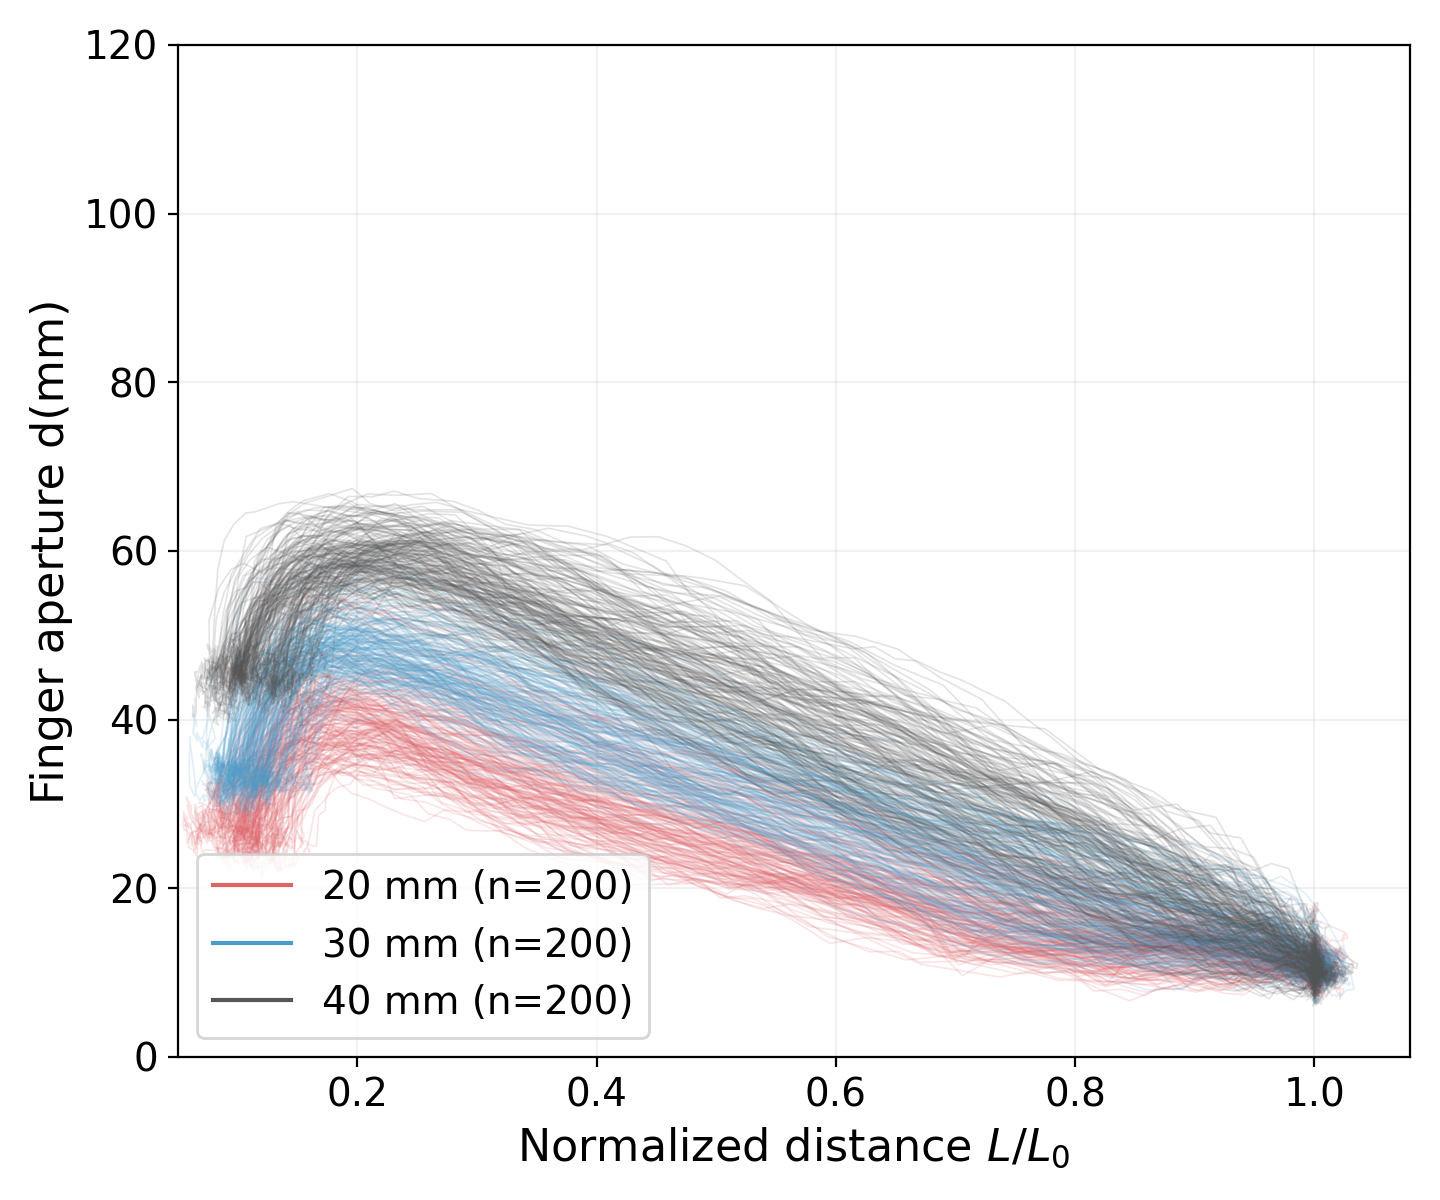 120
100
80
60
40
20
0
Finger aperture d(mm)
20 mm (n=200)
30 mm (n=200)
40 mm (n=200)
0.2 0.4 0.6 0.8 1.0
Normalized distance L/L₀